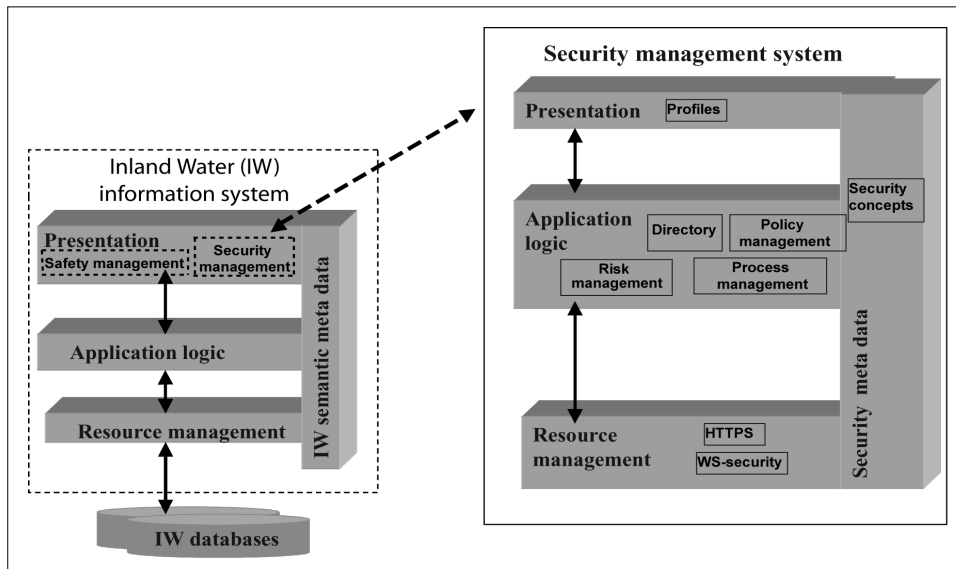 Security management system
Presentation
Profiles
Security
concepts
Application
logic
Directory
Policy
management
Risk
management
Process
management
Resource
management
HTTPS
WS-security
Security meta data
Inland Water (IW)
information system
Presentation
Safety management
Security
management
Application logic
Resource management
IW semantic meta data
IW databases